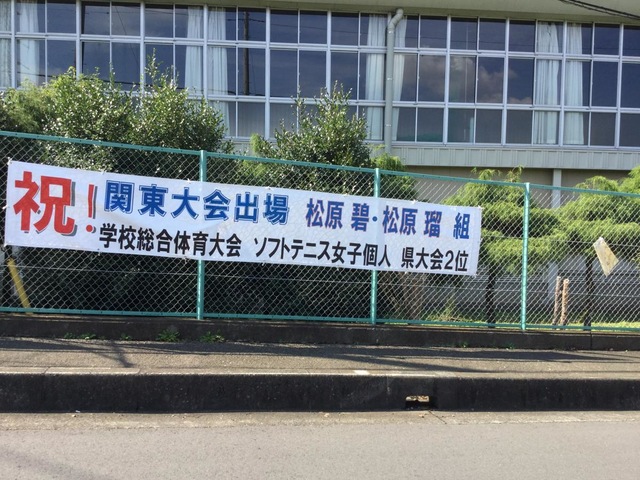 祝! 関東大会出場 松原 碧・松原 瑠 組
学校総合体育大会 ソフトテニス女子個人 県大会2位